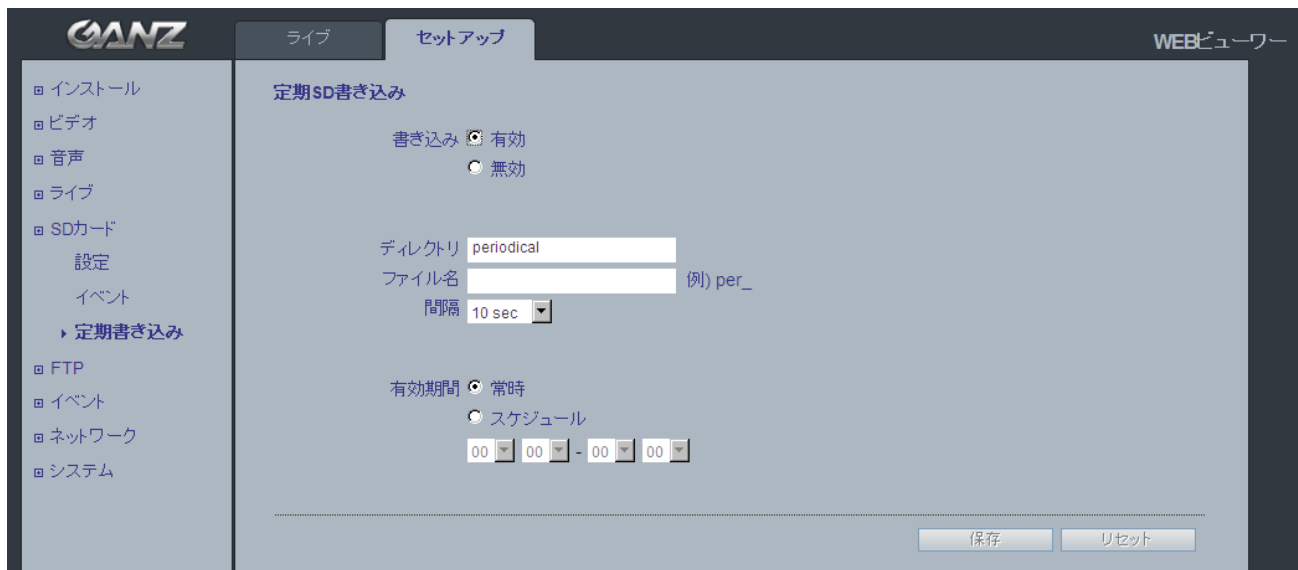 GANZ
ライブ
セットアップ
WEBビューワー
インストール
ビデオ
音声
ライブ
SDカード
設定
イベント
定期書き込み
FTP
イベント
ネットワーク
システム
定期SD書き込み
書き込み 有効
無効
ディレクトリ periodical
ファイル名 例) per_
間隔 10 sec
有効期間 常時
スケジュール
00 00 - 00 00
保存 リセット